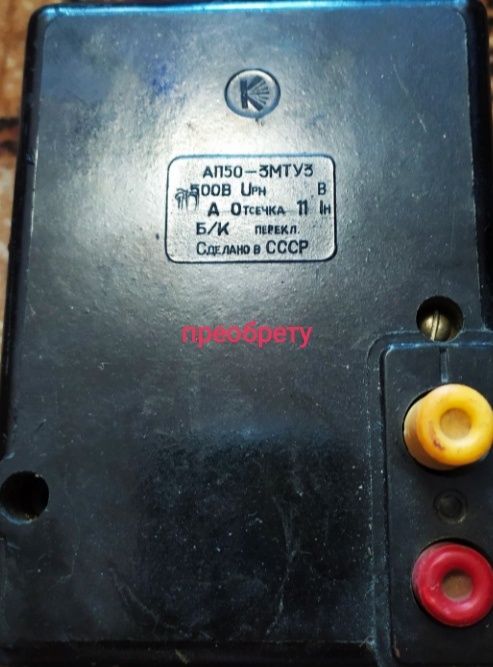 К
АП50-3МТУ3
500В Uрн В
А Отсечка 11 Iн
Б/К перекл.
Сделано в СССР
преобрету